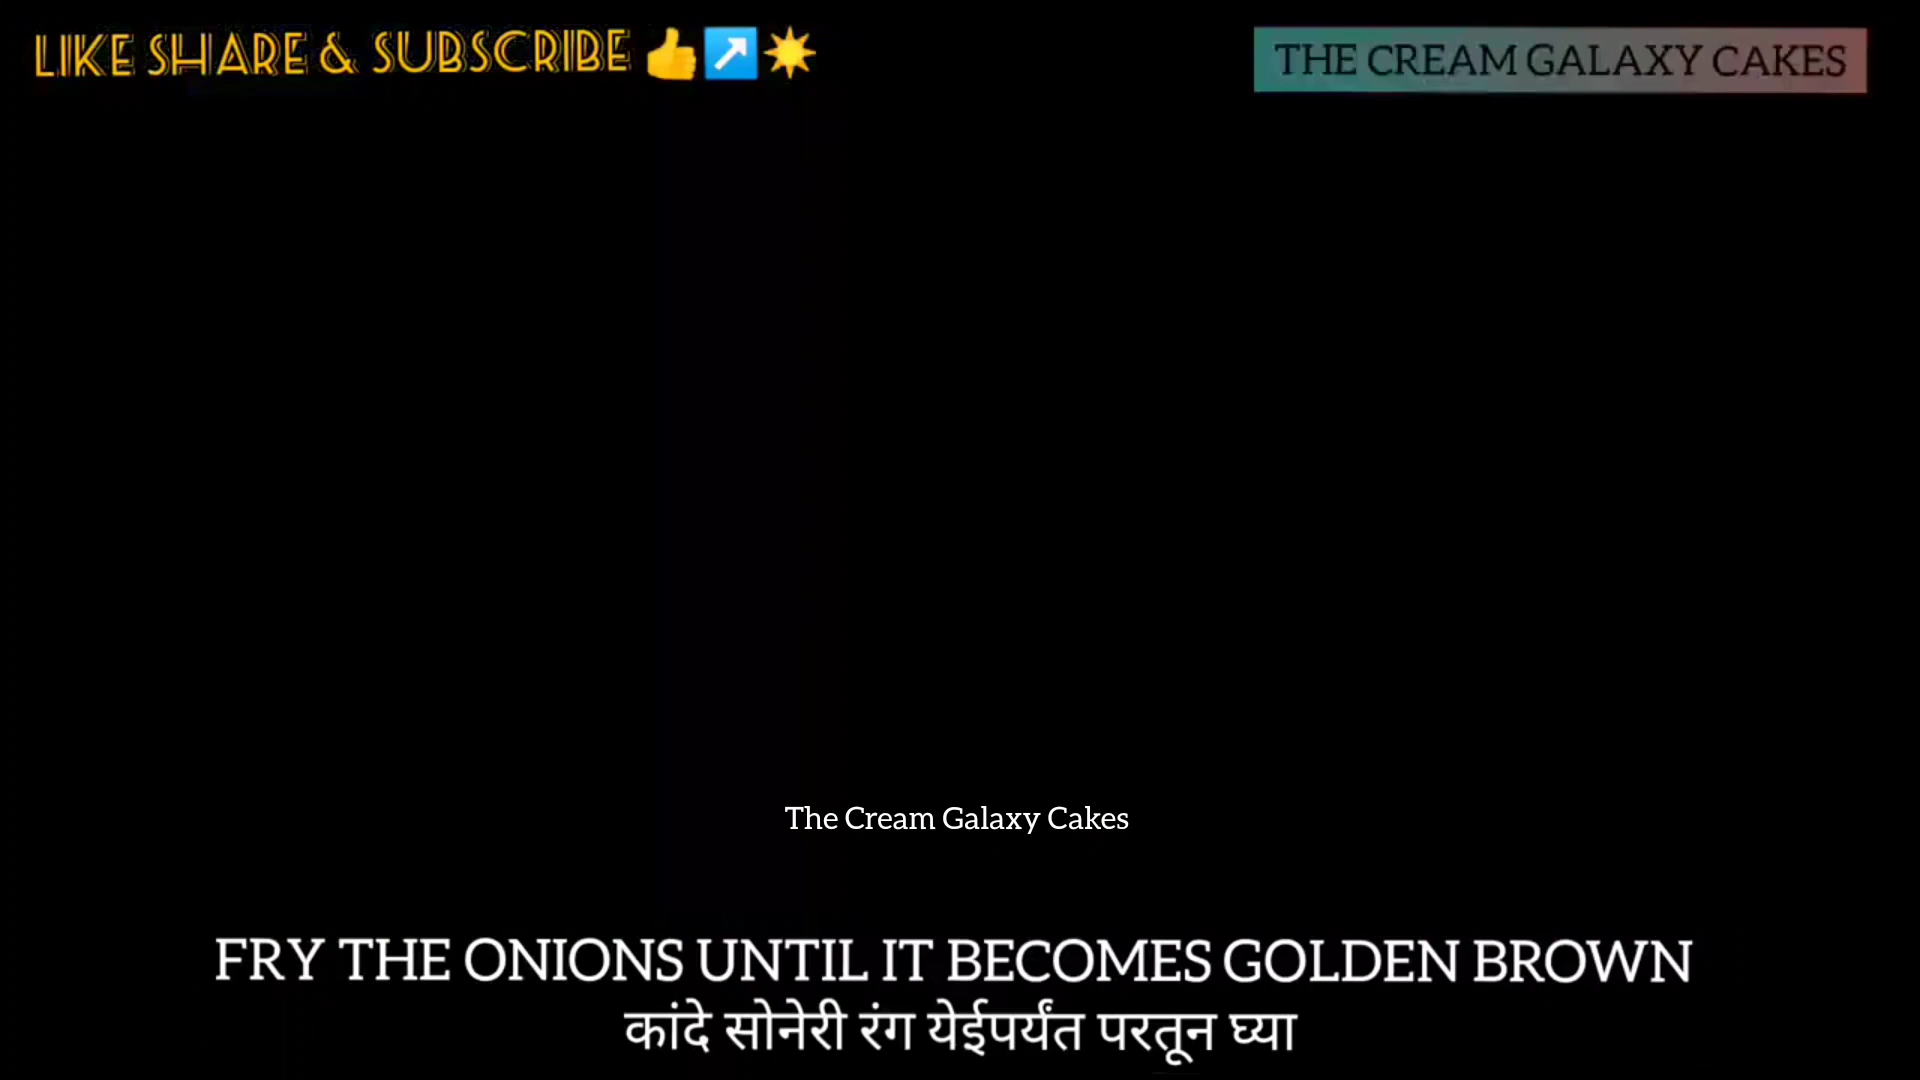 LIKE SHARE & SUBSCRIBE 👍↗️☀️
THE CREAM GALAXY CAKES
The Cream Galaxy Cakes
FRY THE ONIONS UNTIL IT BECOMES GOLDEN BROWN
कांदे सोनेरी रंग येईपर्यंत परतून घ्या